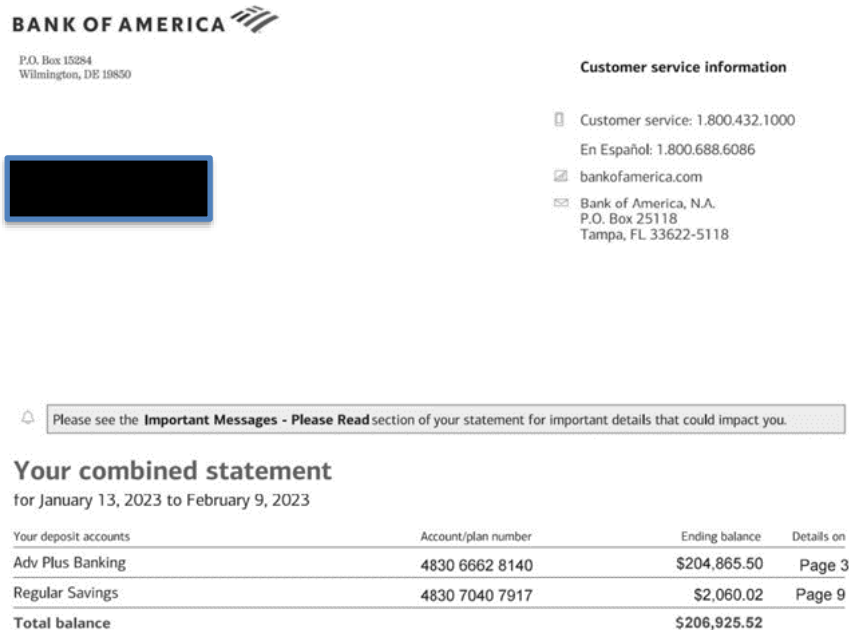 BANK OF AMERICA
P.O. Box 15284
Wilmington, DE 19850
Customer service information
Customer service: 1.800.432.1000
En Español: 1.800.688.6086
bankofamerica.com
Bank of America, N.A.
P.O. Box 25118
Tampa, FL 33622-5118
Please see the Important Messages - Please Read section of your statement for important details that could impact you.
Your combined statement
for January 13, 2023 to February 9, 2023
Your deposit accounts Account/plan number Ending balance Details on
Adv Plus Banking 4830 6662 8140 $204,865.50 Page 3
Regular Savings 4830 7040 7917 $2,060.02 Page 9
Total balance $206,925.52